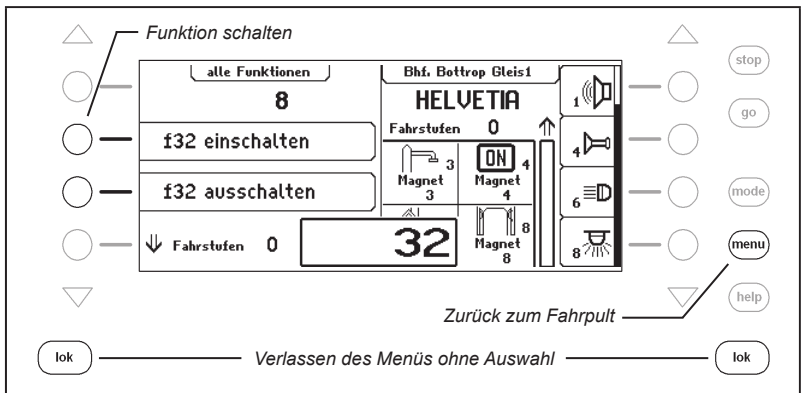 Funktion schalten
stop
alle Funktionen
Bhf. Bottrop Gleis1
8
HELVETIA
1
go
Fahrstufen 0
f32 einschalten
3
ON 4
4
Magnet
3
Magnet
4
f32 ausschalten
6
mode
Fahrstufen 0
32
8
Magnet
8
8
menu
help
Zurück zum Fahrpult
lok
Verlassen des Menüs ohne Auswahl
lok